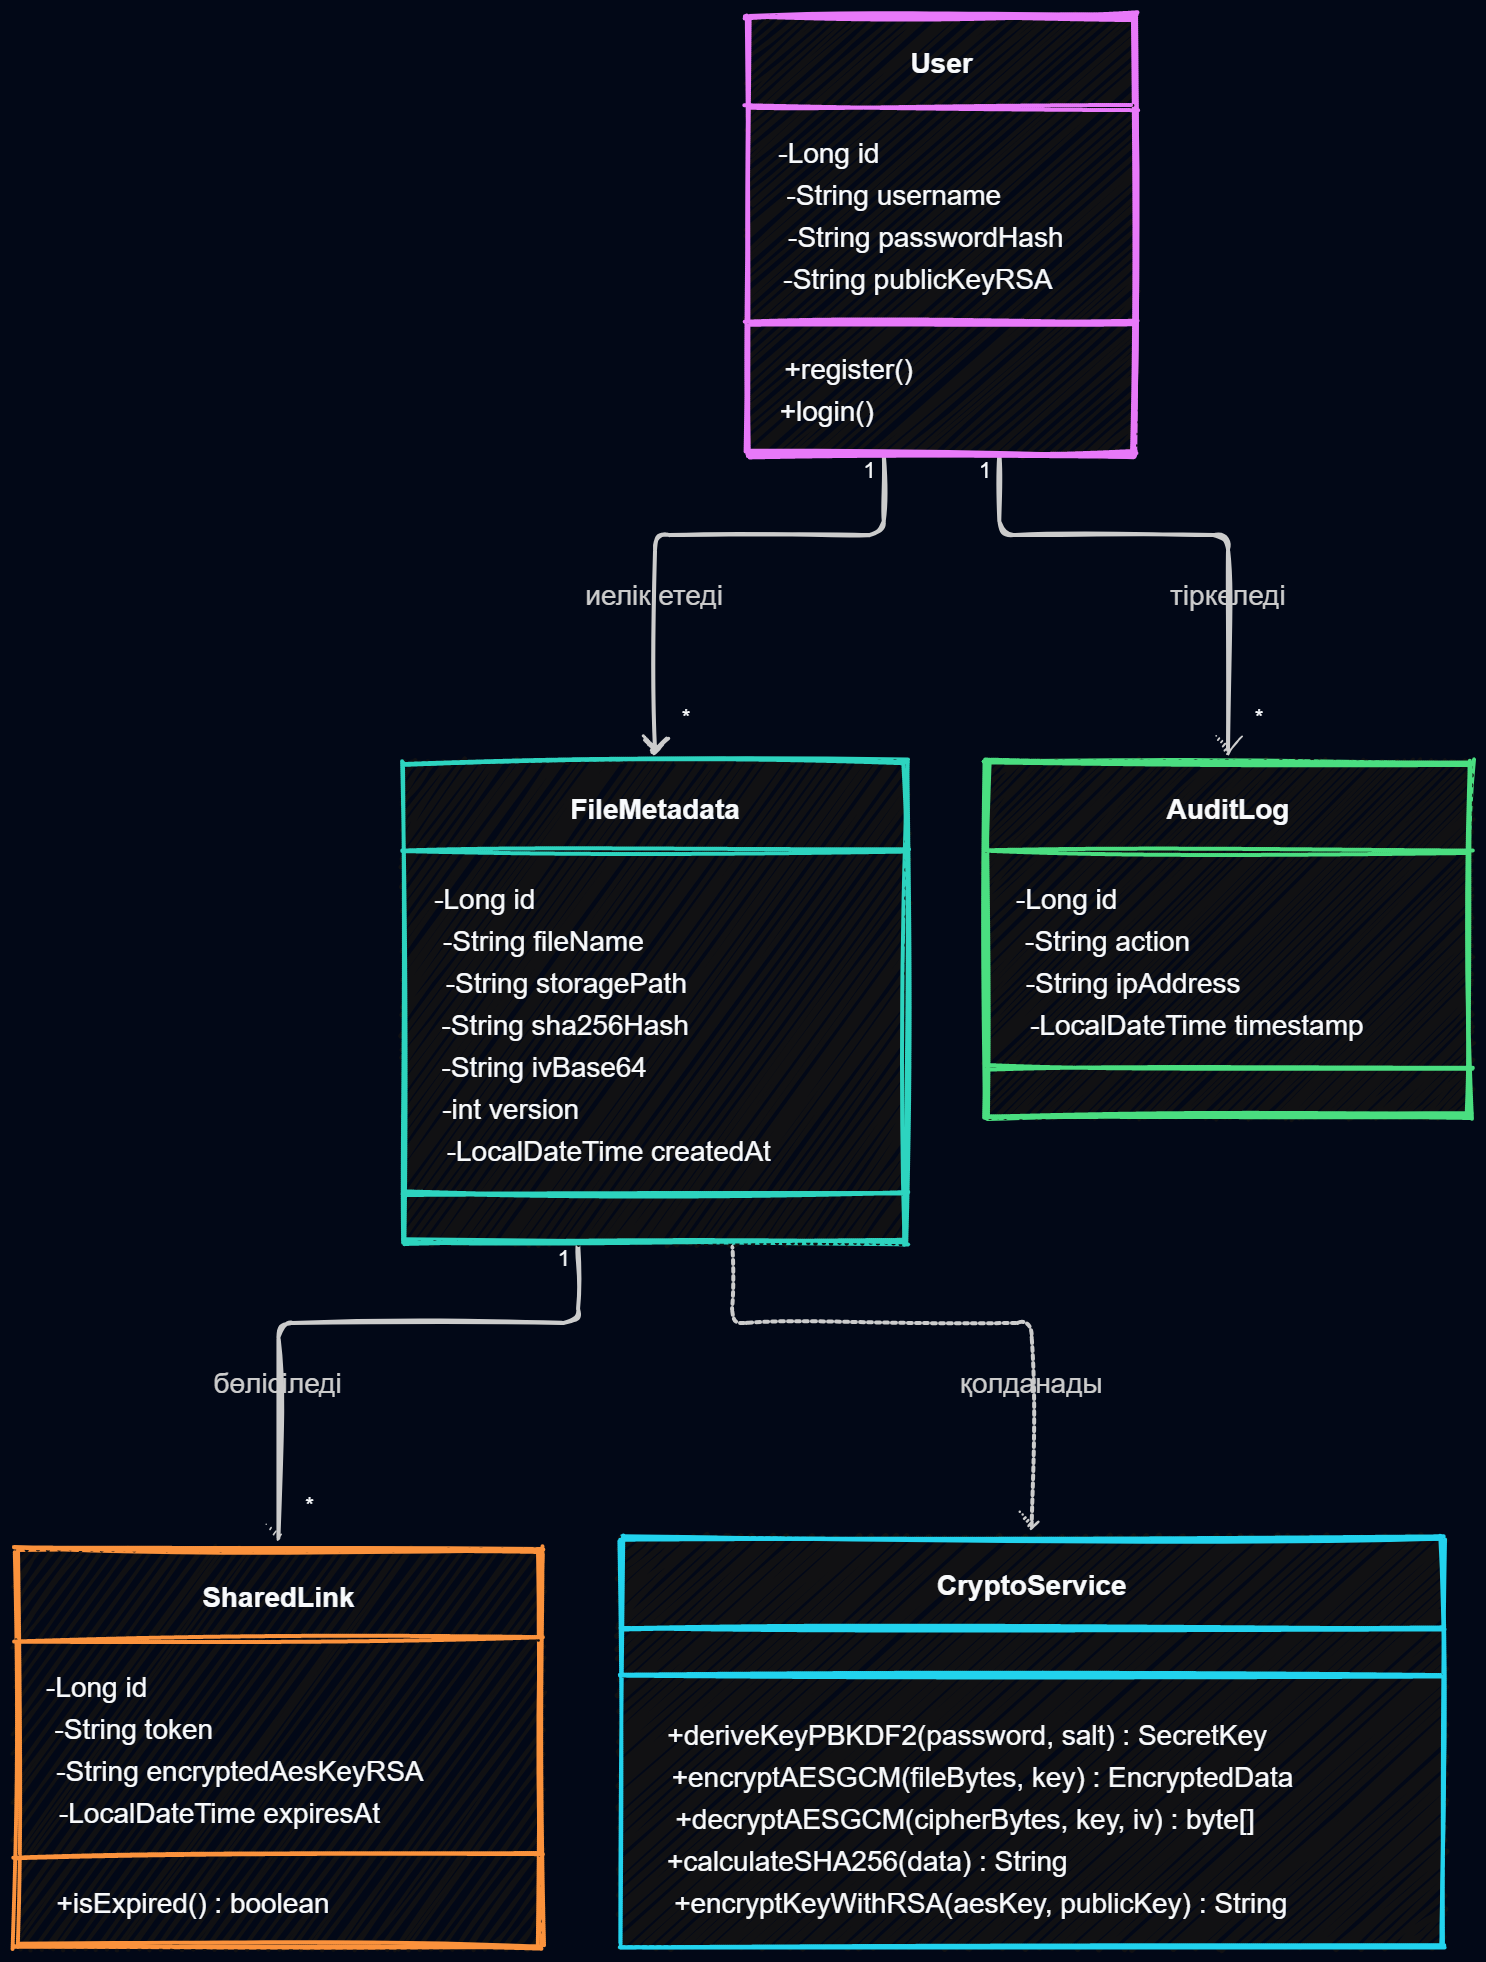 User
-Long id
-String username
-String passwordHash
-String publicKeyRSA
+register()
+login()
1
1
иелік етеді
тіркеледі
*
*
FileMetadata
-Long id
-String fileName
-String storagePath
-String sha256Hash
-String ivBase64
-int version
-LocalDateTime createdAt
AuditLog
-Long id
-String action
-String ipAddress
-LocalDateTime timestamp
1
бөлісіледі
қолданады
*
SharedLink
-Long id
-String token
-String encryptedAesKeyRSA
-LocalDateTime expiresAt
+isExpired() : boolean
CryptoService
+deriveKeyPBKDF2(password, salt) : SecretKey
+encryptAESGCM(fileBytes, key) : EncryptedData
+decryptAESGCM(cipherBytes, key, iv) : byte[]
+calculateSHA256(data) : String
+encryptKeyWithRSA(aesKey, publicKey) : String